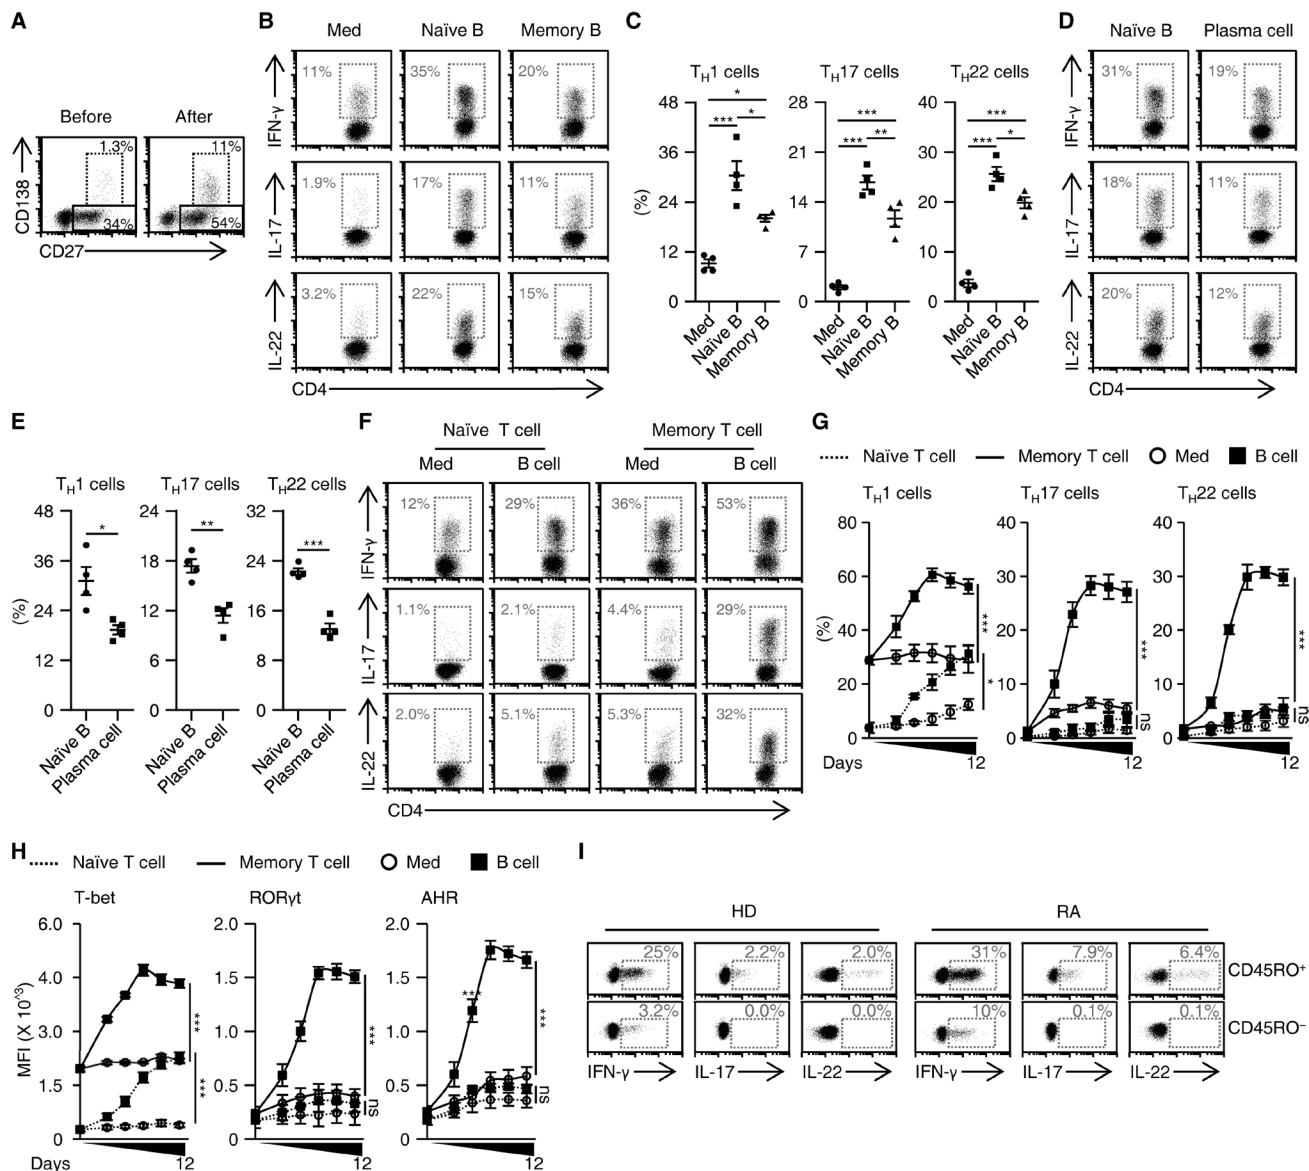 A
Before
After
1.3%
34%
11%
54%
CD138
CD27
B
Med
Naïve B
Memory B
IFN-γ
11%
35%
20%
IL-17
1.9%
17%
11%
IL-22
3.2%
22%
15%
CD4
C
TH1 cells
TH17 cells
TH22 cells
(%)
48
36
24
12
0
28
21
14
7
0
40
30
20
10
0
*
***
*
***
***
**
***
***
*
Med
Naïve B
Memory B
Med
Naïve B
Memory B
Med
Naïve B
Memory B
D
Naïve B
Plasma cell
IFN-γ
31%
19%
IL-17
18%
11%
IL-22
20%
12%
CD4
E
TH1 cells
TH17 cells
TH22 cells
(%)
48
36
24
12
0
24
18
12
6
0
32
24
16
8
0
*
**
***
Naïve B
Plasma cell
Naïve B
Plasma cell
Naïve B
Plasma cell
F
Naïve T cell
Memory T cell
Med
B cell
Med
B cell
IFN-γ
12%
29%
36%
53%
IL-17
1.1%
2.1%
4.4%
29%
IL-22
2.0%
5.1%
5.3%
32%
CD4
G
Naïve T cell
Memory T cell
Med
B cell
TH1 cells
TH17 cells
TH22 cells
(%)
80
60
40
20
0
40
30
20
10
0
40
30
20
10
0
***
*
***
ns
***
ns
Days
12
12
12
H
Naïve T cell
Memory T cell
Med
B cell
T-bet
RORγt
AHR
MFI (X 10^3)
6.0
4.0
3.0
1.5
0
2.0
1.5
1.0
0.5
0
2.0
1.5
1.0
0.5
0
***
***
***
ns
***
***
ns
Days
12
12
12
I
HD
RA
25%
2.2%
2.0%
31%
7.9%
6.4%
CD45RO+
3.2%
0.0%
0.0%
10%
0.1%
0.1%
CD45RO−
IFN-γ
IL-17
IL-22
IFN-γ
IL-17
IL-22